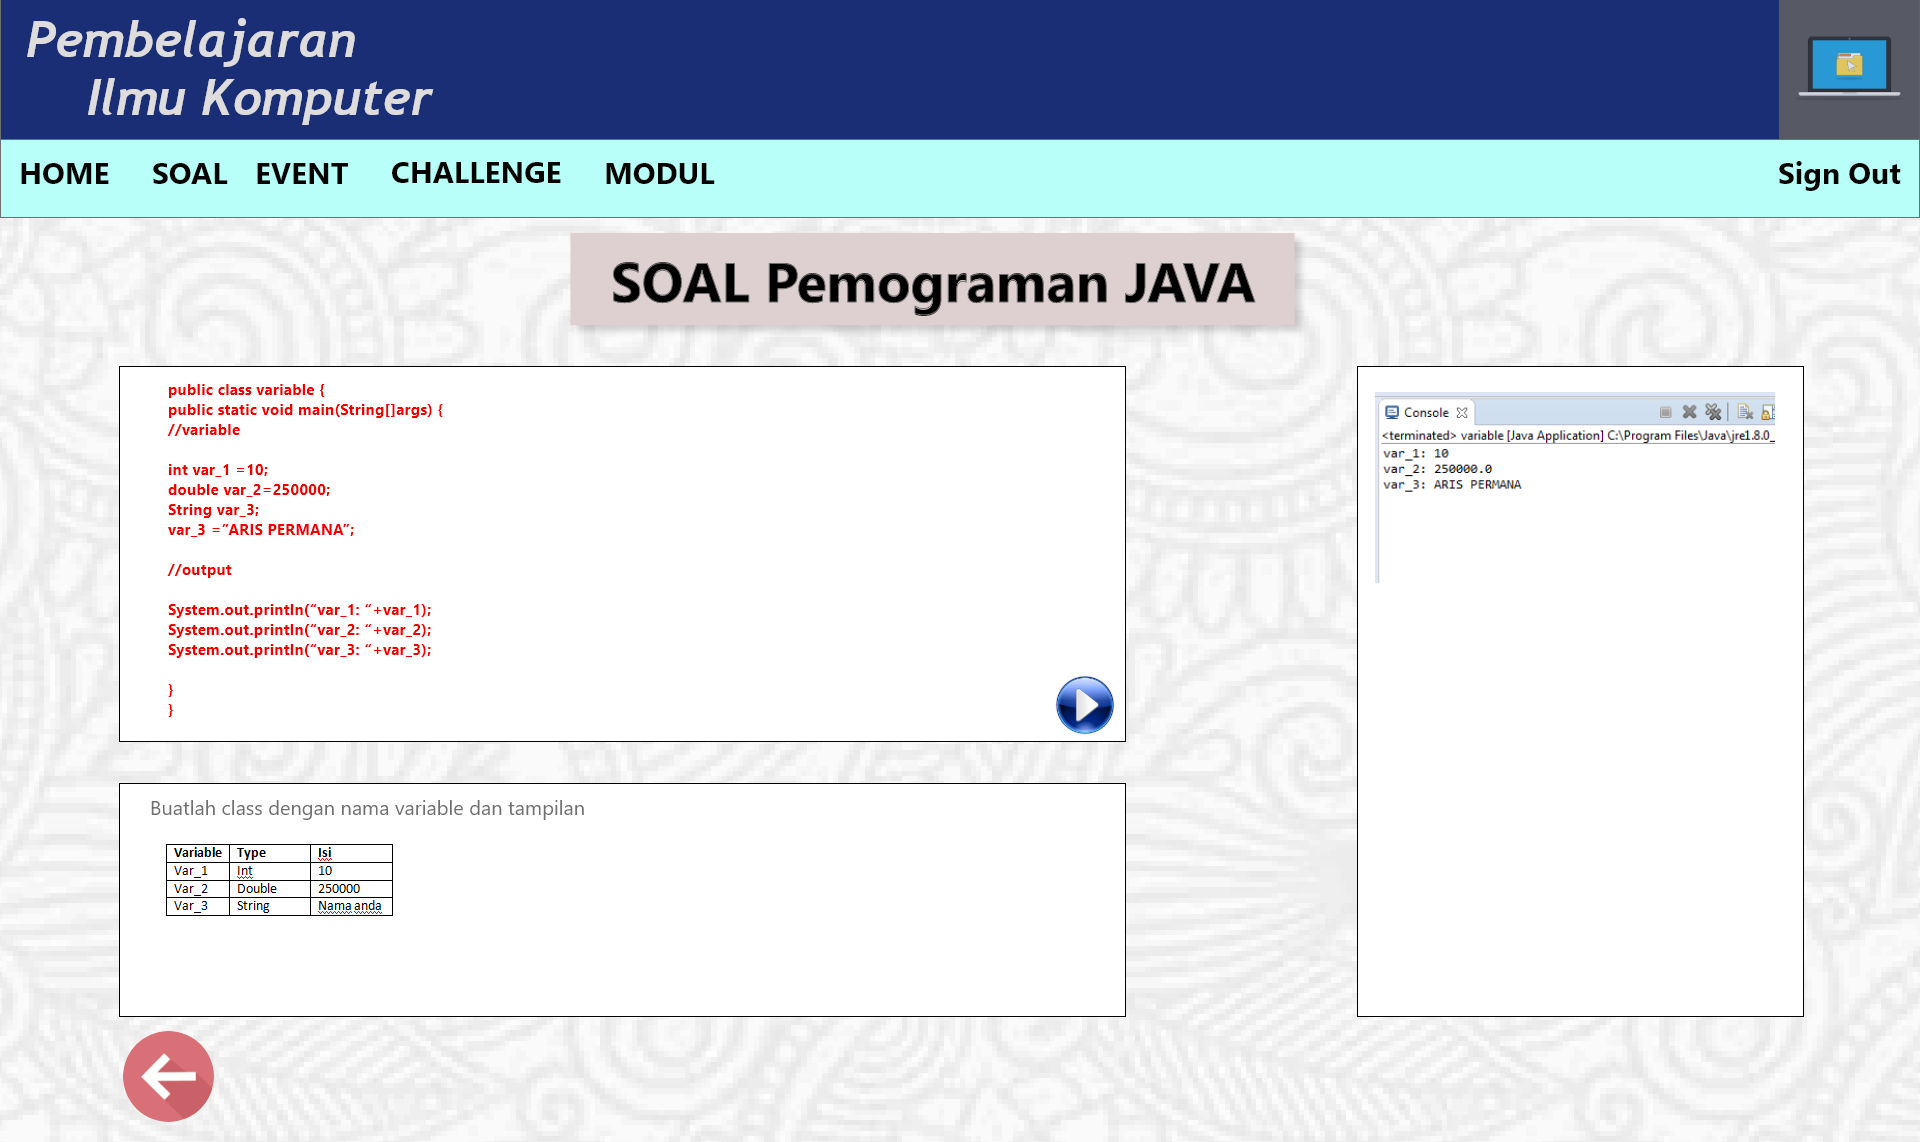 Pembelajaran
Ilmu Komputer
HOME SOAL EVENT CHALLENGE MODUL Sign Out
SOAL Pemograman JAVA
public class variable {
public static void main(String[]args) {
//variable
int var_1 =10;
double var_2=250000;
String var_3;
var_3 =”ARIS PERMANA”;
//output
System.out.println(“var_1: “+var_1);
System.out.println(“var_2: “+var_2);
System.out.println(“var_3: “+var_3);
}
}
Console
<terminated> variable [Java Application] C:\Program Files\Java\jre1.8.0_
var_1: 10
var_2: 250000.0
var_3: ARIS PERMANA
Buatlah class dengan nama variable dan tampilan
Variable Type Isi
Var_1 Int 10
Var_2 Double 250000
Var_3 String Nama anda